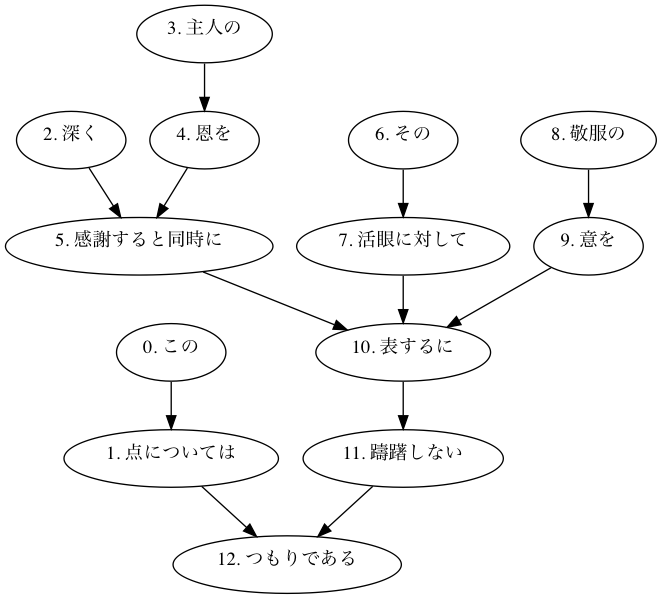 3. 主人の
2. 深く
4. 恩を
6. その
8. 敬服の
5. 感謝すると同時に
7. 活眼に対して
9. 意を
0. この
10. 表するに
1. 点については
11. 躊躇しない
12. つもりである